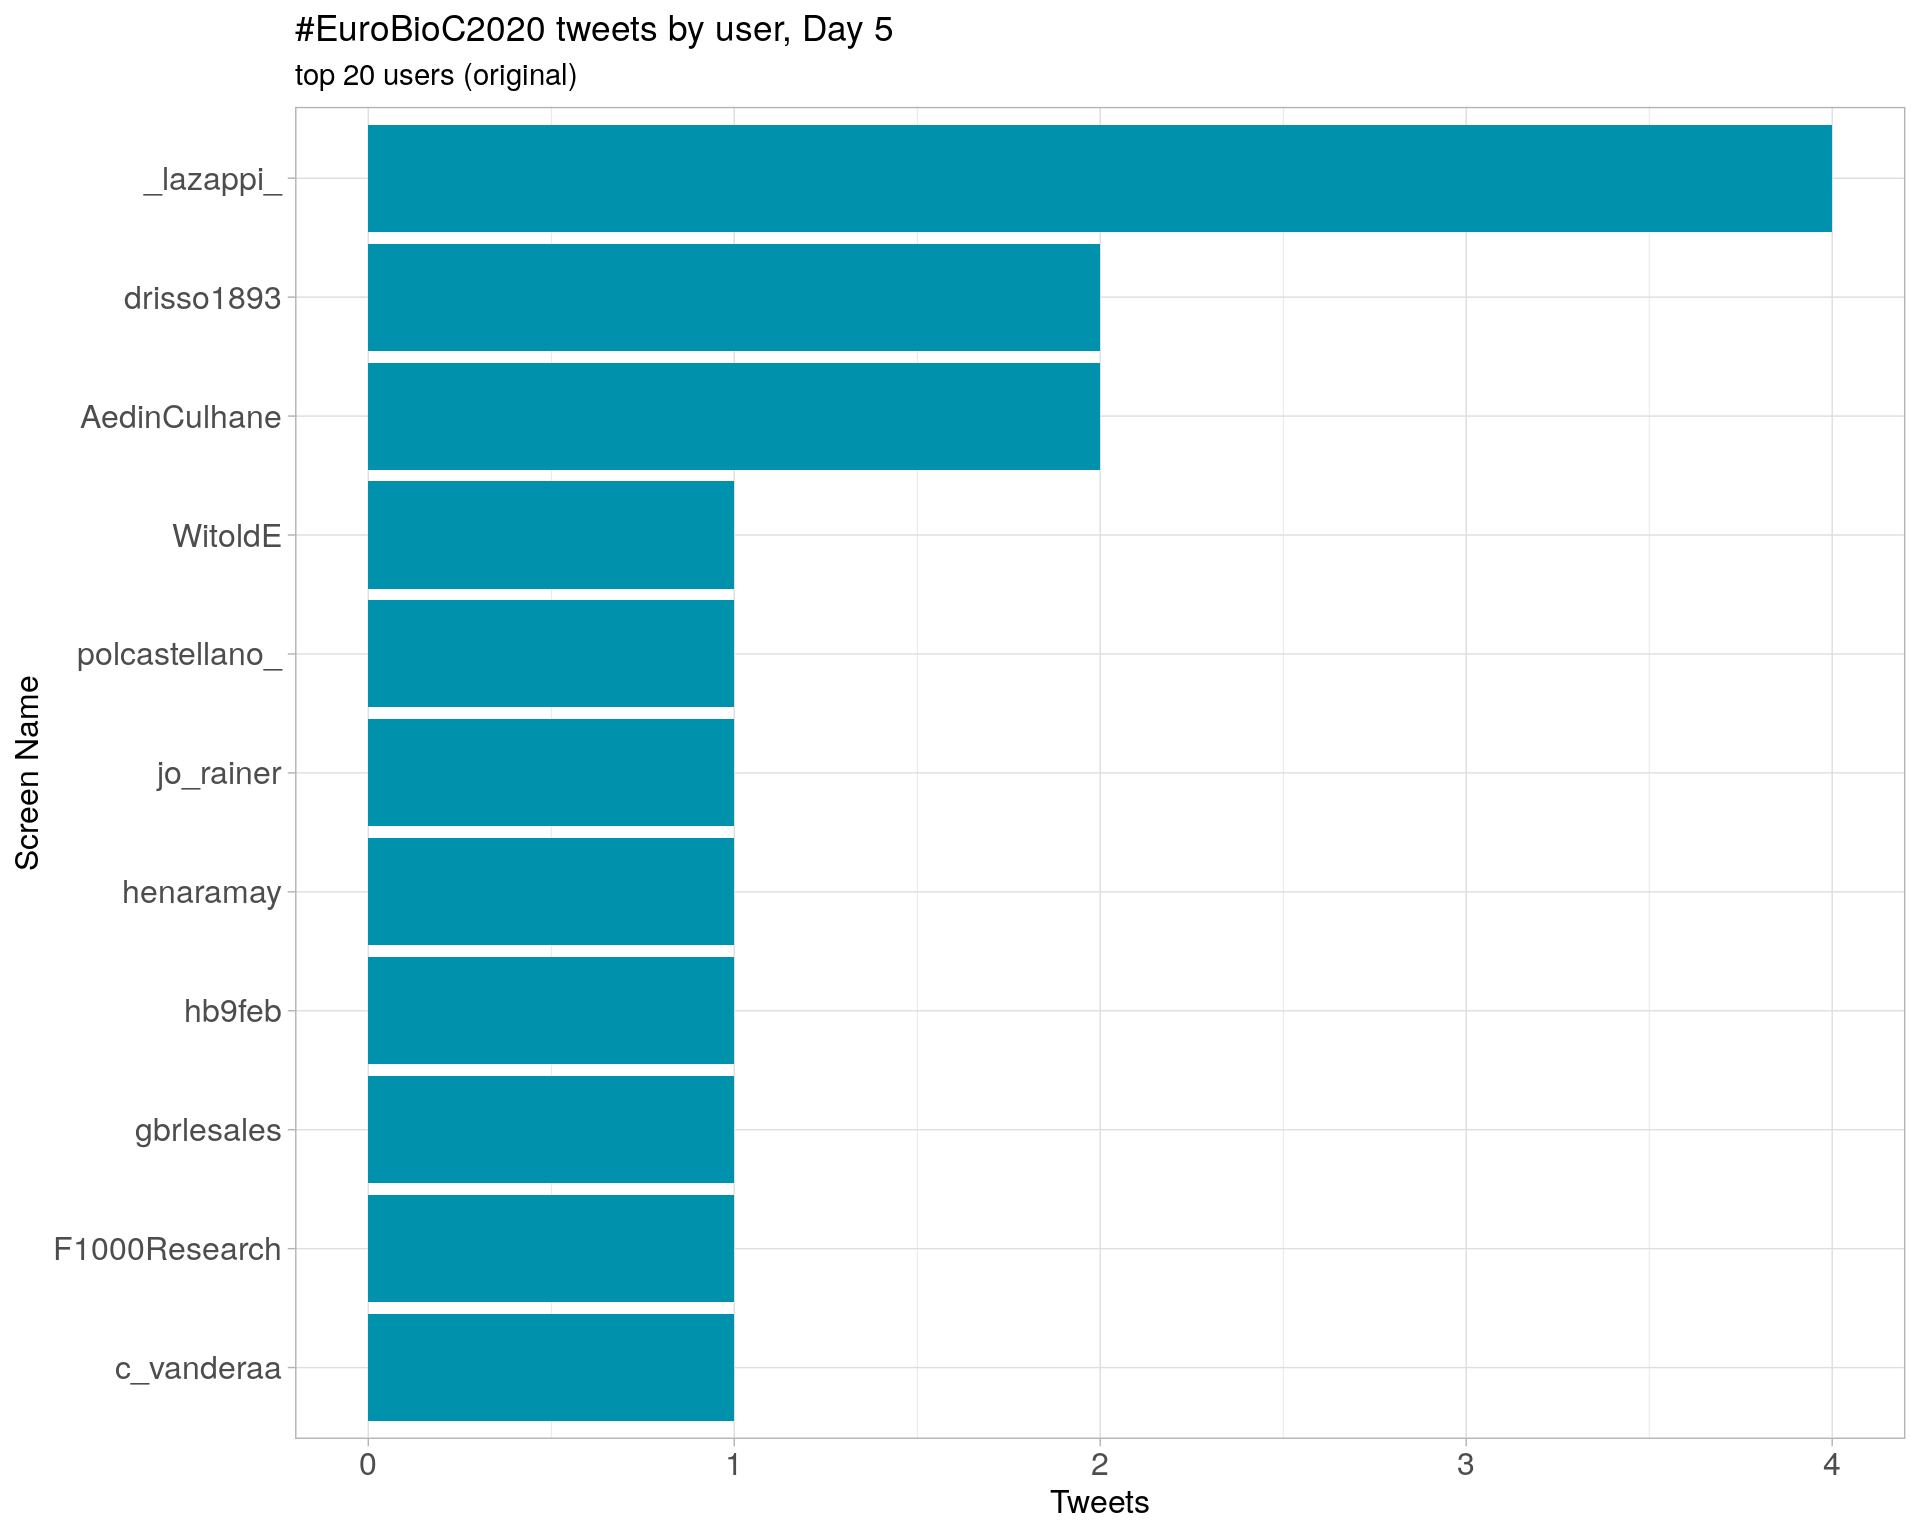 #EuroBioC2020 tweets by user, Day 5
top 20 users (original)
_lazappi_
drisso1893
AedinCulhane
WitoldE
polcastellano_
jo_rainer
henaramay
hb9feb
gbrlesales
F1000Research
c_vanderaa
Screen Name
0 1 2 3 4
Tweets